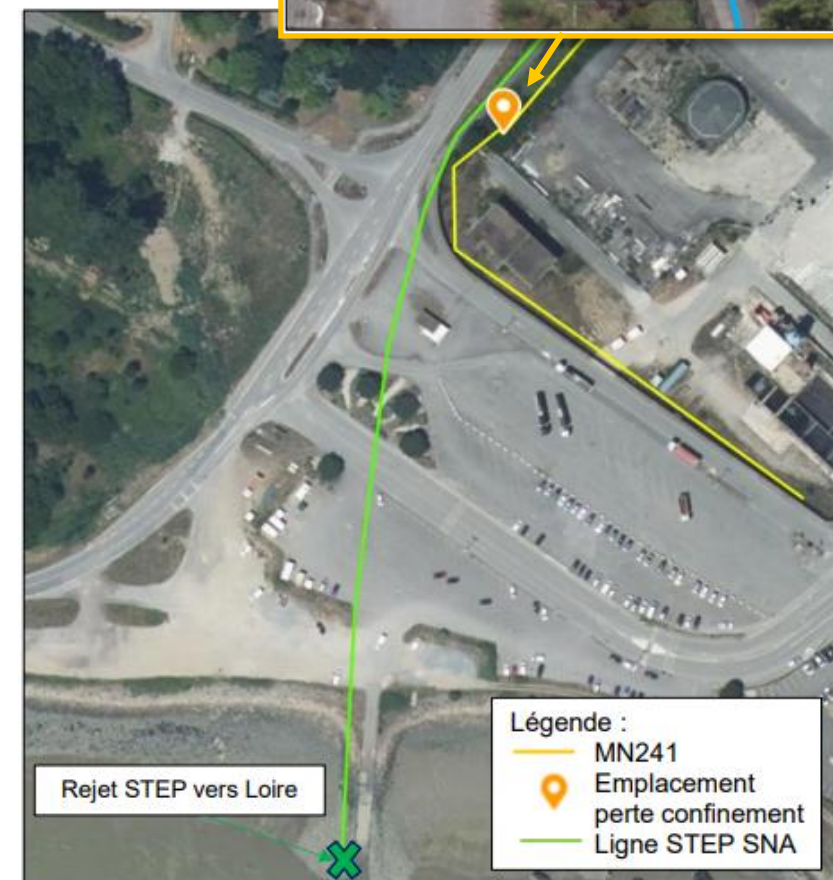 Rejet STEP vers Loire
Légende :
MN241
Emplacement
perte confinement
Ligne STEP SNA